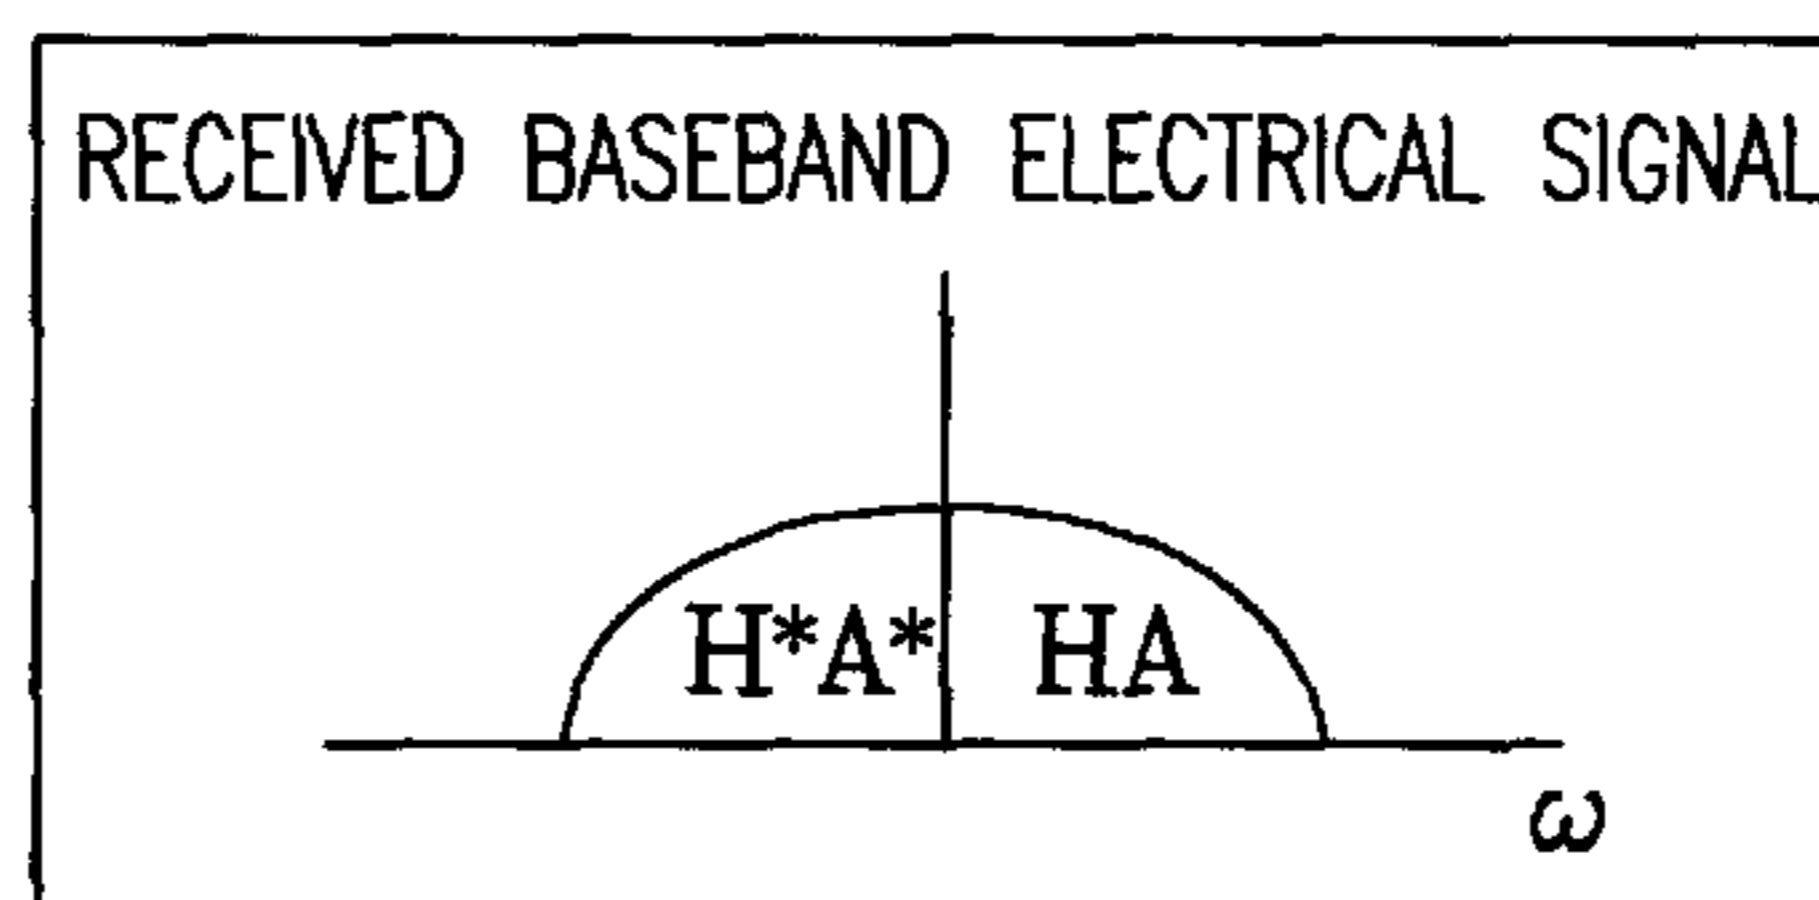 RECEIVED BASEBAND ELECTRICAL SIGNAL
H*A* HA
ω